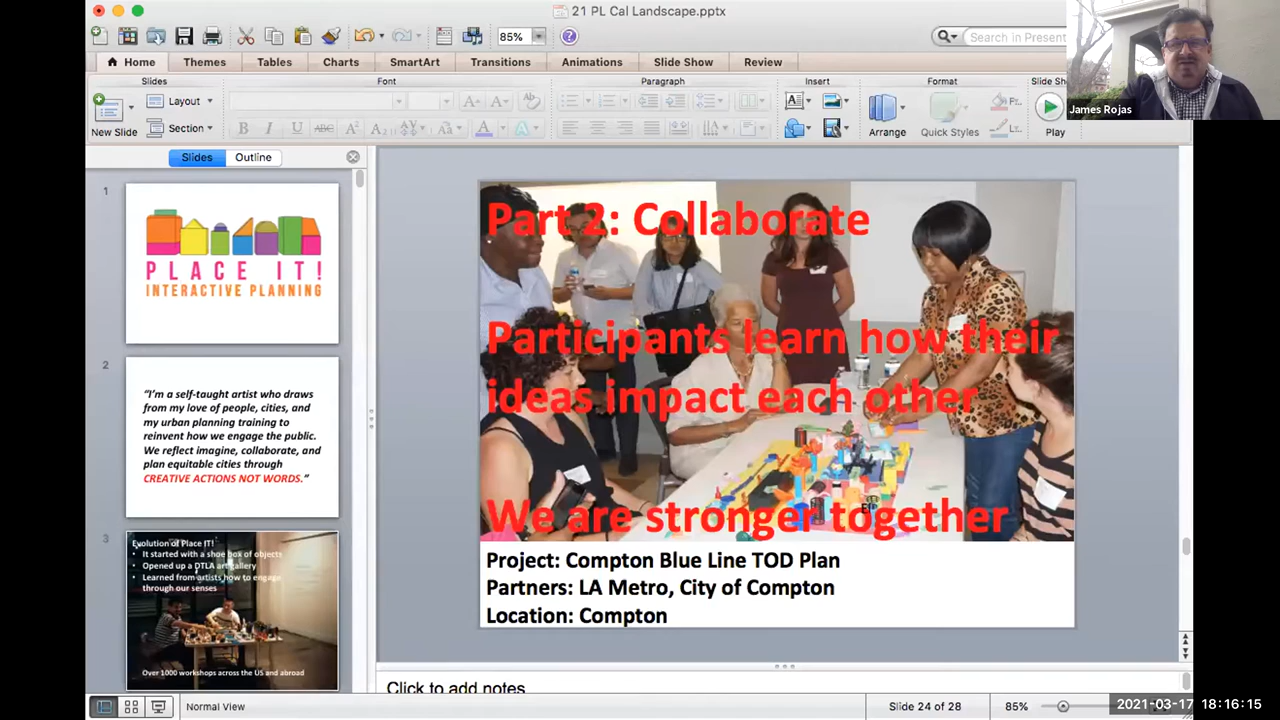 21 PL Cal Landscape.pptx
85%
Search in Present
James Rojas
Home
Themes
Tables
Charts
SmartArt
Transitions
Animations
Slide Show
Review
Slides
Font
Paragraph
Insert
Format
Slide Sho
New Slide
Layout
Section
B I U ABC A² A₂ Aa A A
Arrange
Quick Styles
Play
Slides
Outline
1
PLACE IT!
INTERACTIVE PLANNING
2
“I’m a self-taught artist who draws
from my love of people, cities, and
my urban planning training to
reinvent how we engage the public.
We reflect imagine, collaborate, and
plan equitable cities through
CREATIVE ACTIONS NOT WORDS.”
3
Evolution of Place IT!
• It started with a shoe box of objects
• Opened up a DTLA art gallery
• Learned from artists how to engage
through our senses
Over 1000 workshops across the US and abroad
Part 2: Collaborate
Participants learn how their
ideas impact each other
We are stronger together
Project: Compton Blue Line TOD Plan
Partners: LA Metro, City of Compton
Location: Compton
Click to add notes
Normal View
Slide 24 of 28
85%
2021-03-17 18:16:15